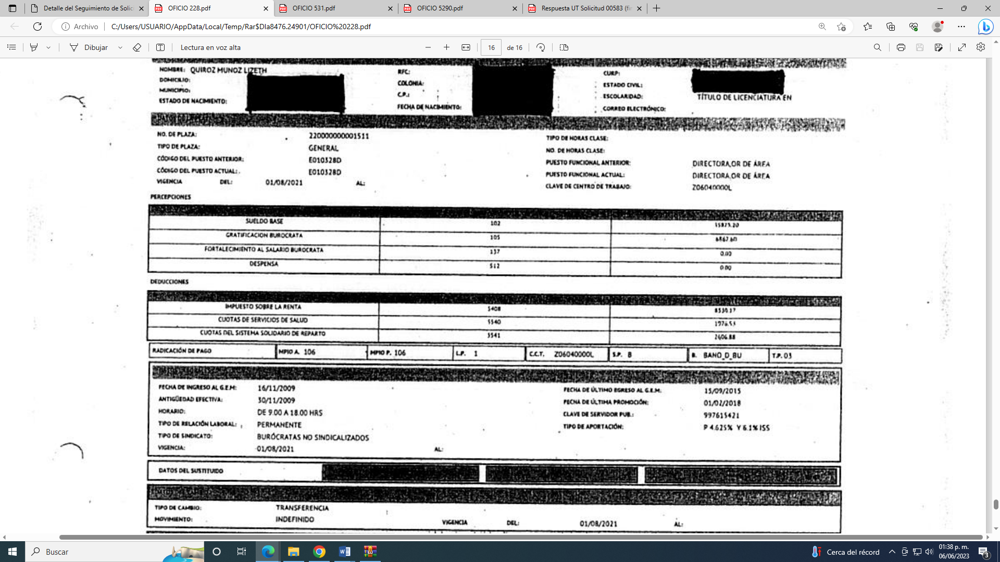 Detalle del Seguimiento de Solici
OFICIO 228.pdf
OFICIO 531.pdf
OFICIO 5290.pdf
Respuesta UT Solicitud 00583 (fir
Archivo
C:/Users/USUARIO/AppData/Local/Temp/Rar$DIa8476.24901/OFICIO%20228.pdf
Dibujar
Lectura en voz alta
16
de 16
NOMBRE: QUIROZ MUNOZ LIZETH
RFC:
CURP:
DOMICILIO:
COLONIA:
ESTADO CIVIL:
MUNICIPIO:
C.P.:
ESCOLARIDAD:
TÍTULO DE LICENCIATURA EN
ESTADO DE NACIMIENTO:
FECHA DE NACIMIENTO:
CORREO ELECTRÓNICO:
NO. DE PLAZA: 220000000001511
TIPO DE HORAS CLASE:
TIPO DE PLAZA: GENERAL
NO. DE HORAS CLASE:
CÓDIGO DEL PUESTO ANTERIOR: E010328D
PUESTO FUNCIONAL ANTERIOR: DIRECTORA,OR DE ÁREA
CÓDIGO DEL PUESTO ACTUAL: E010328D
PUESTO FUNCIONAL ACTUAL: DIRECTORA,OR DE ÁREA
VIGENCIA DEL: 01/08/2021 AL:
CLAVE DE CENTRO DE TRABAJO: Z06040000L
PERCEPCIONES
SUELDO BASE 102
GRATIFICACION BUROCRATA 105
FORTALECIMIENTO AL SALARIO BUROCRATA 137 0.00
DESPENSA 512 0.00
DEDUCCIONES
IMPUESTO SOBRE LA RENTA 5408
CUOTAS DE SERVICIOS DE SALUD 5540
CUOTAS DEL SISTEMA SOLIDARIO DE REPARTO 5541
RADICACIÓN DE PAGO MPIO A. 106 MPIO P. 106 L.P. 1 C.C.T. Z06040000L S.P. 8 B. BANO_D_BU T.P. 03
FECHA DE INGRESO AL G.E.M: 16/11/2009
FECHA DE ÚLTIMO EGRESO AL G.E.M.: 15/09/2015
ANTIGÜEDAD EFECTIVA: 30/11/2009
FECHA DE ÚLTIMA PROMOCIÓN: 01/02/2018
HORARIO: DE 9.00 A 18.00 HRS
CLAVE DE SERVIDOR PUB.: 997615421
TIPO DE RELACIÓN LABORAL: PERMANENTE
TIPO DE APORTACIÓN: P 4.625% Y 6.1% ISS
TIPO DE SINDICATO: BURÓCRATAS NO SINDICALIZADOS
VIGENCIA: 01/08/2021 AL:
DATOS DEL SUSTITUIDO
TIPO DE CAMBIO: TRANSFERENCIA
MOVIMIENTO: INDEFINIDO VIGENCIA DEL: 01/08/2021 AL:
Buscar
Cerca del récord
01:38 p. m.
06/06/2023
3